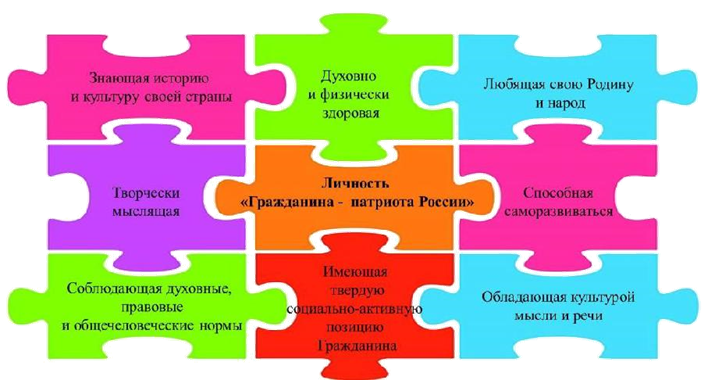 Знающая историю
и культуру своей страны
Духовно
и физически
здоровая
Любящая свою Родину
и народ
Творчески
мыслящая
Личность
«Гражданина - патриота России»
Способная
саморазвиваться
Соблюдающая духовные,
правовые
и общечеловеческие нормы
Имеющая
твердую
социально-активную
позицию
Гражданина
Обладающая культурой
мысли и речи